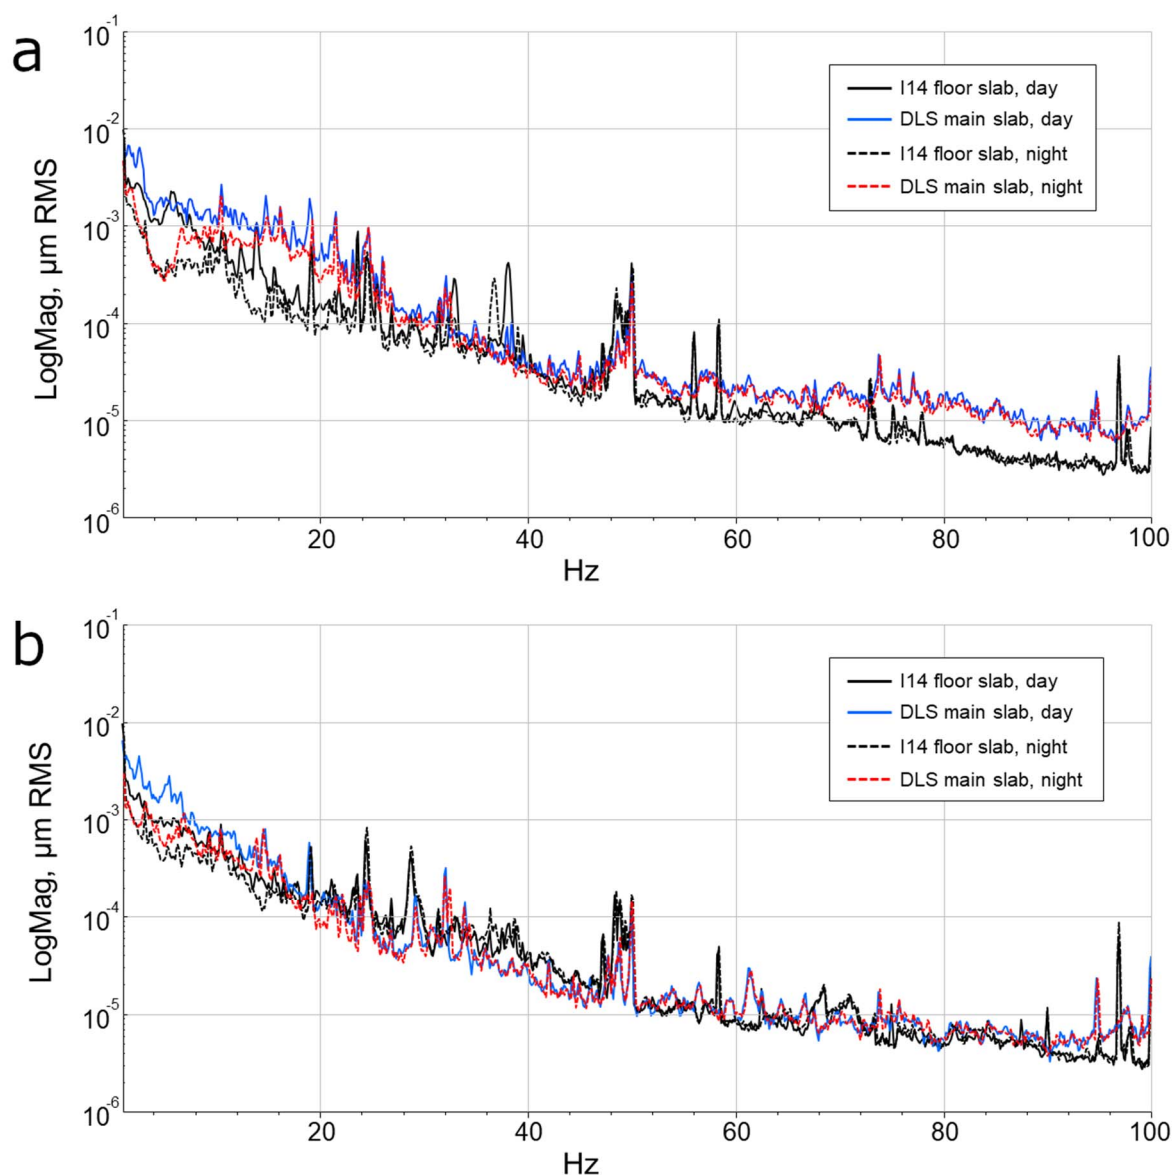 a
10-1
10-2
10-3
10-4
10-5
10-6
LogMag, µm RMS
I14 floor slab, day
DLS main slab, day
I14 floor slab, night
DLS main slab, night
20 40 60 80 100
Hz
b
10-1
10-2
10-3
10-4
10-5
10-6
LogMag, µm RMS
I14 floor slab, day
DLS main slab, day
I14 floor slab, night
DLS main slab, night
20 40 60 80 100
Hz